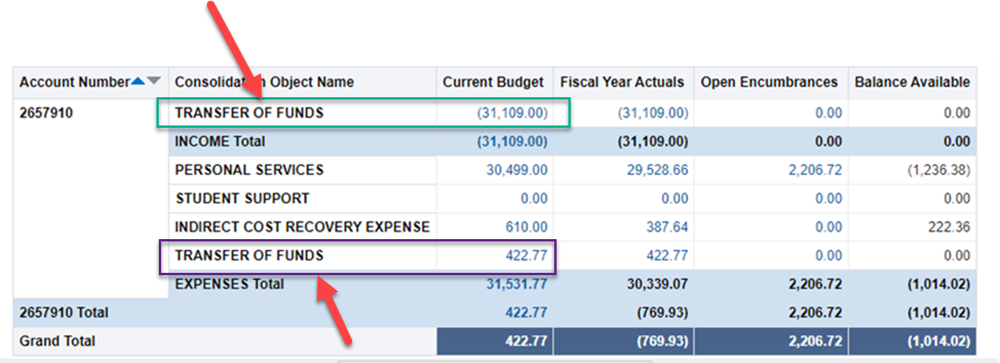 Account Number Consolidation Object Name Current Budget Fiscal Year Actuals Open Encumbrances Balance Available
2657910 TRANSFER OF FUNDS (31,109.00) (31,109.00) 0.00 0.00
INCOME Total (31,109.00) (31,109.00) 0.00 0.00
PERSONAL SERVICES 30,499.00 29,528.66 2,206.72 (1,236.38)
STUDENT SUPPORT 0.00 0.00 0.00 0.00
INDIRECT COST RECOVERY EXPENSE 610.00 387.64 0.00 222.36
TRANSFER OF FUNDS 422.77 422.77 0.00 0.00
EXPENSES Total 31,531.77 30,339.07 2,206.72 (1,014.02)
2657910 Total 422.77 (769.93) 2,206.72 (1,014.02)
Grand Total 422.77 (769.93) 2,206.72 (1,014.02)